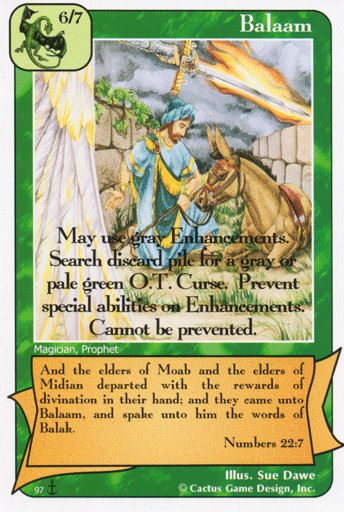 6/7
Balaam
May use gray Enhancements.
Search discard pile for a gray or
pale green O.T. Curse. Prevent
special abilities on Enhancements.
Cannot be prevented.
Magician, Prophet
And the elders of Moab and the elders of
Midian departed with the rewards of
divination in their hand; and they came unto
Balaam, and spake unto him the words of
Balak.
Numbers 22:7
97
Illus. Sue Dawe
© Cactus Game Design, Inc.